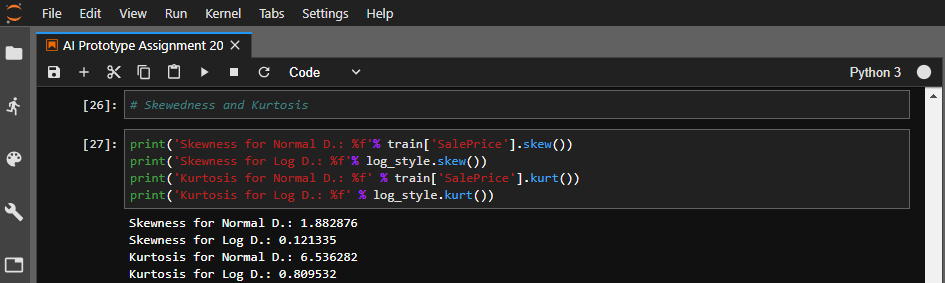 File Edit View Run Kernel Tabs Settings Help
AI Prototype Assignment 20
Code Python 3
[26]: # Skewedness and Kurtosis
[27]: print('Skewness for Normal D.: %f'% train['SalePrice'].skew())
print('Skewness for Log D.: %f'% log_style.skew())
print('Kurtosis for Normal D.: %f' % train['SalePrice'].kurt())
print('Kurtosis for Log D.: %f' % log_style.kurt())
Skewness for Normal D.: 1.882876
Skewness for Log D.: 0.121335
Kurtosis for Normal D.: 6.536282
Kurtosis for Log D.: 0.809532